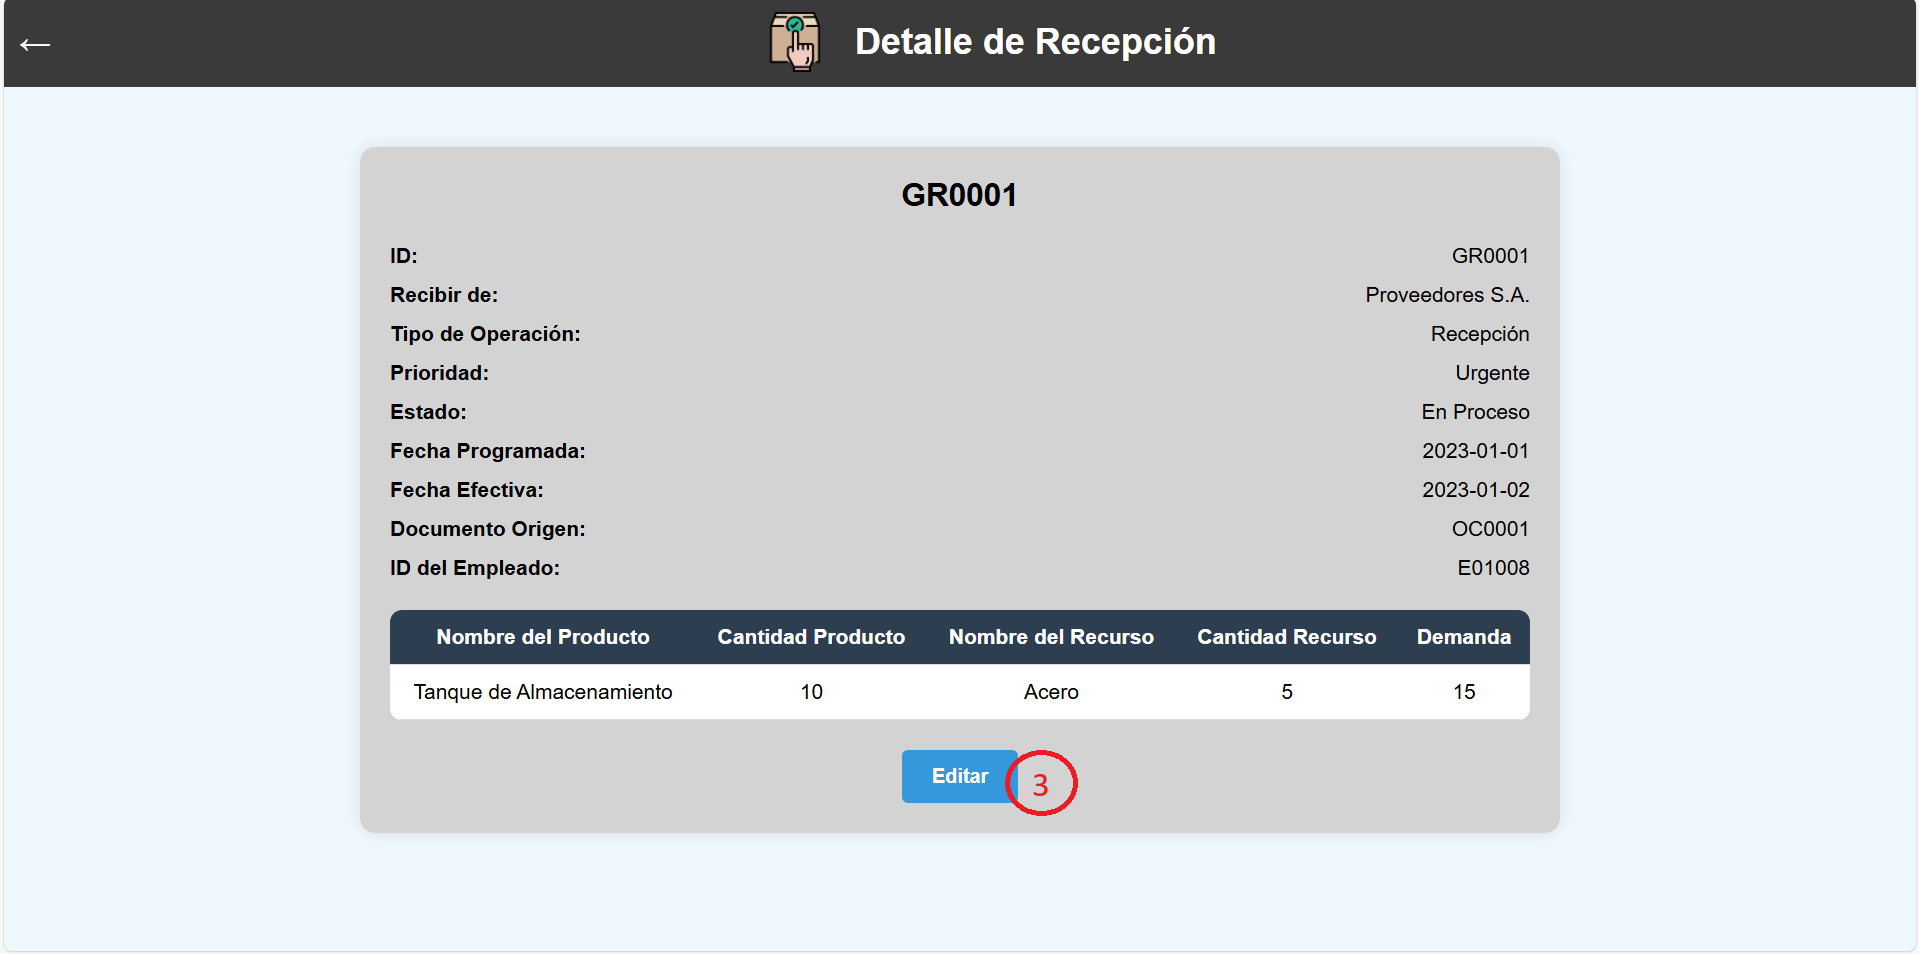 Detalle de Recepción
GR0001
ID: GR0001
Recibir de: Proveedores S.A.
Tipo de Operación: Recepción
Prioridad: Urgente
Estado: En Proceso
Fecha Programada: 2023-01-01
Fecha Efectiva: 2023-01-02
Documento Origen: OC0001
ID del Empleado: E01008
Nombre del Producto Cantidad Producto Nombre del Recurso Cantidad Recurso Demanda
Tanque de Almacenamiento 10 Acero 5 15
Editar 3